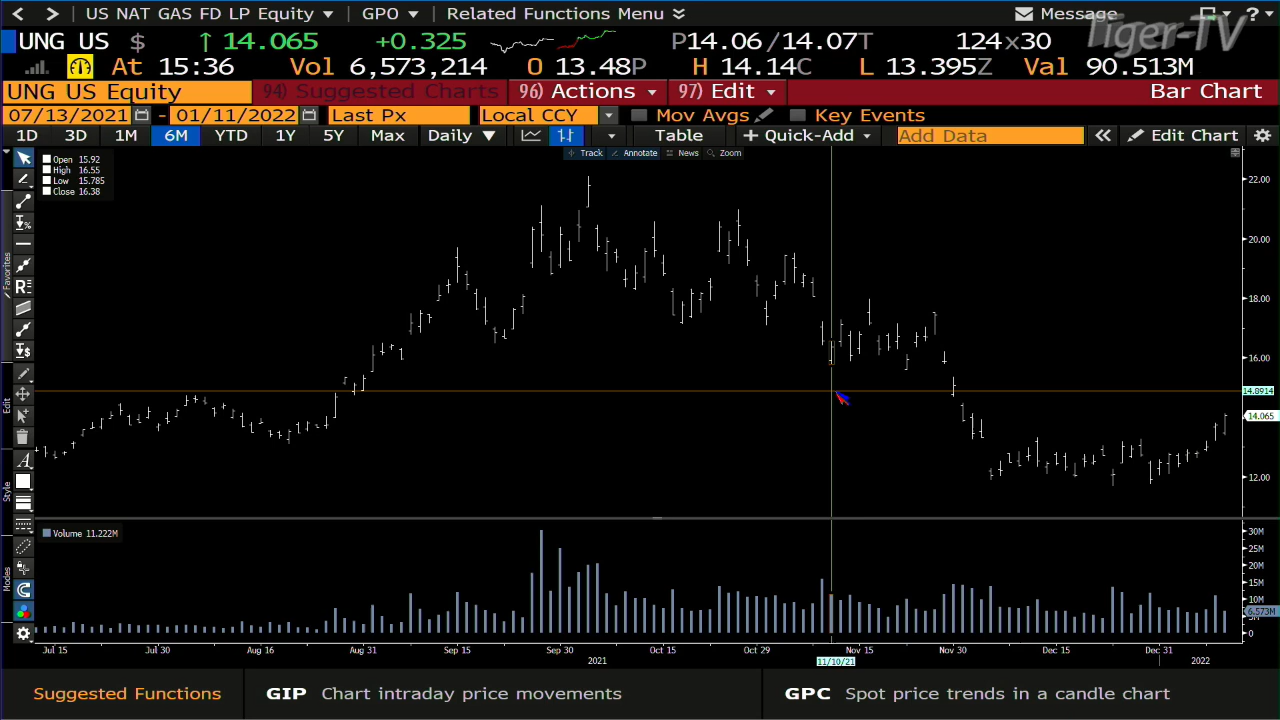 < > US NAT GAS FD LP Equity GPO Related Functions Menu Message ?
Tiger-TV
UNG US $ ↑ 14.065 +0.325 P14.06/14.07T 124x30
At 15:36 Vol 6,573,214 O 13.48P H 14.14C L 13.395Z Val 90.513M
UNG US Equity 94) Suggested Charts 96) Actions 97) Edit Bar Chart
07/13/2021 - 01/11/2022 Last Px Local CCY Mov Avgs Key Events
1D 3D 1M 6M YTD 1Y 5Y Max Daily ▼ Table + Quick-Add Add Data « Edit Chart
Track Annotate News Zoom
Open 15.92
High 16.55
Low 15.785
Close 16.38
22.00
20.00
18.00
16.00
14.8914
14.065
12.00
Favorites
Edit
Style
Modes
Volume 11.222M
30M
25M
20M
15M
10M
6.573M
5M
0
Jul 15 Jul 30 Aug 16 Aug 31 Sep 15 Sep 30 Oct 15 Oct 29 Nov 15 Nov 30 Dec 15 Dec 31
2021 11/10/21 2022
Suggested Functions GIP Chart intraday price movements GPC Spot price trends in a candle chart